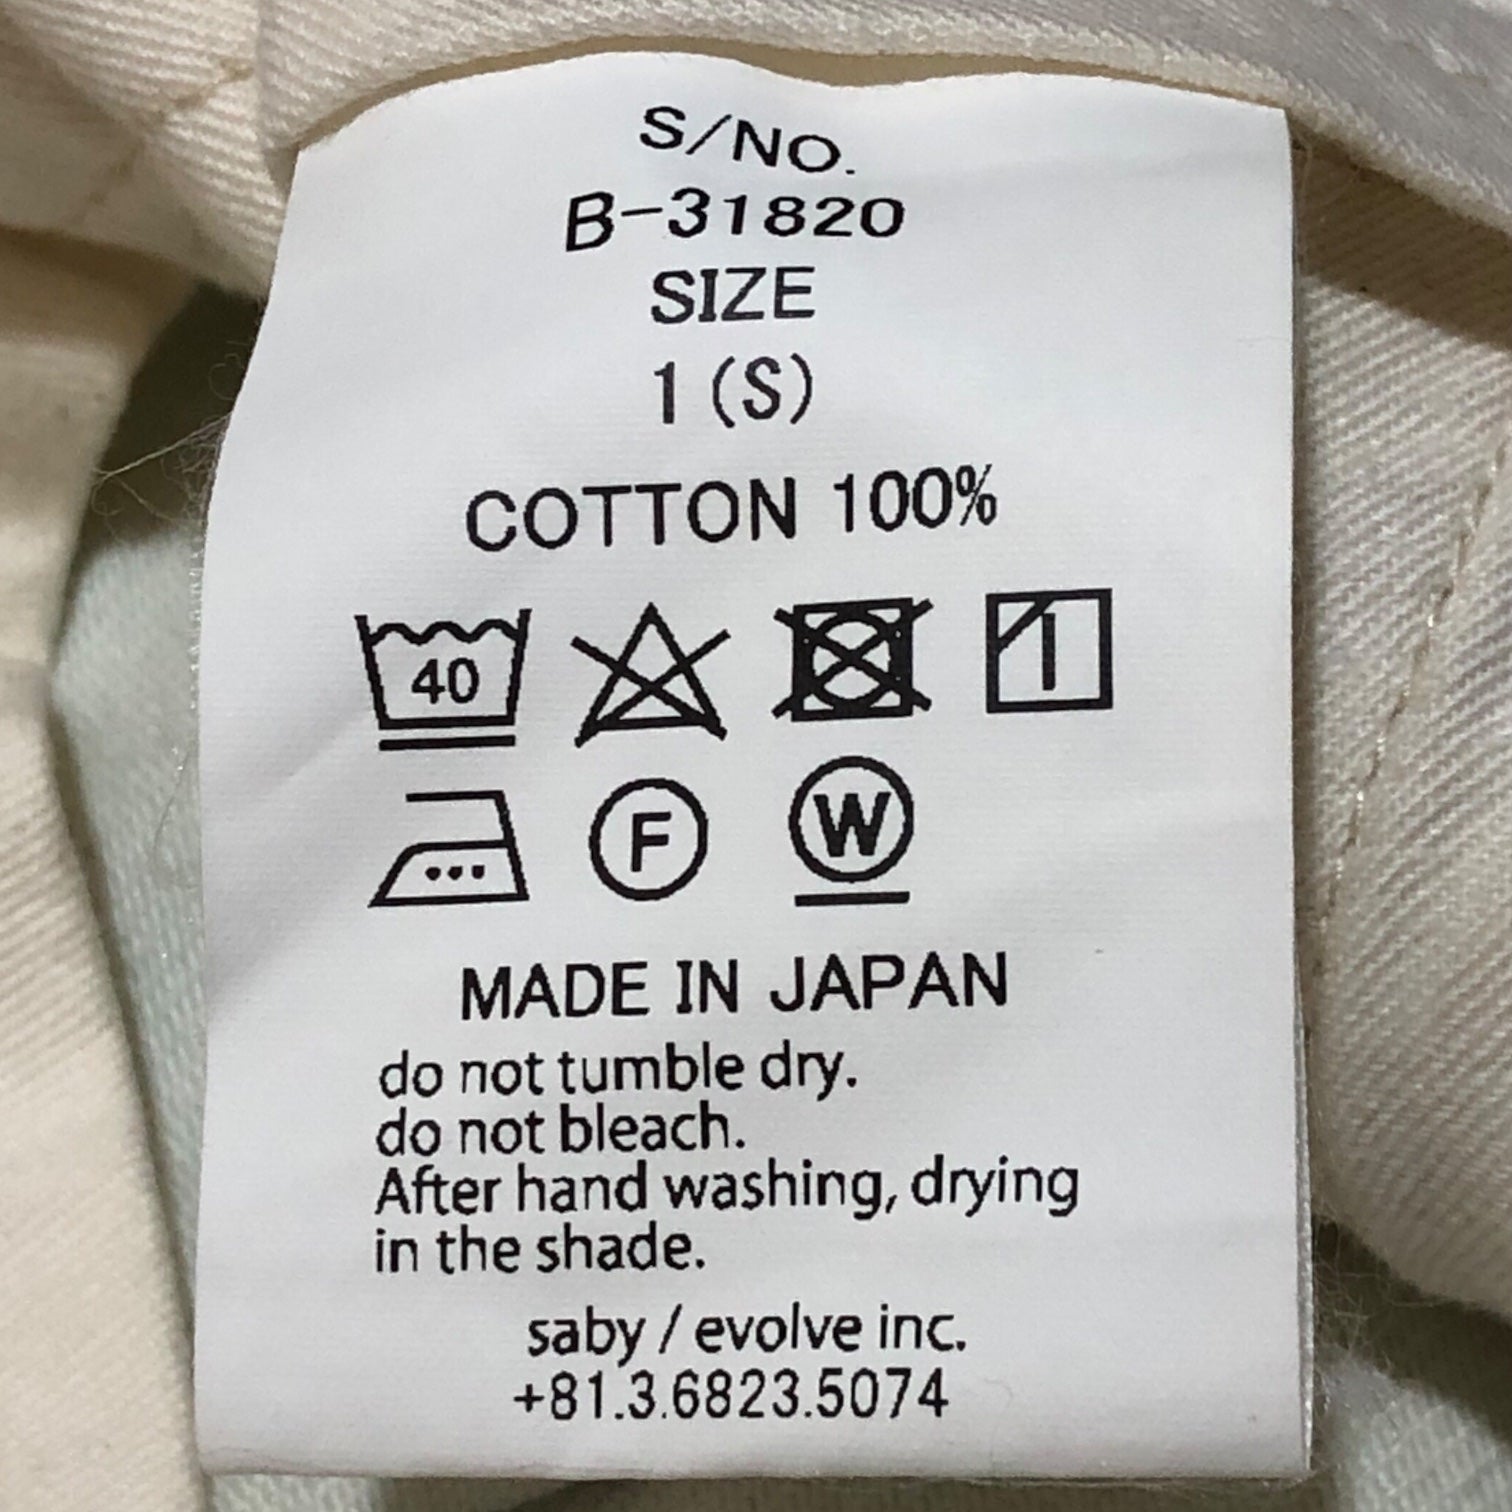 S/NO.
B-31820
SIZE
1 (S)
COTTON 100%
40
F W
MADE IN JAPAN
do not tumble dry.
do not bleach.
After hand washing, drying
in the shade.
saby / evolve inc.
+81.3.6823.5074